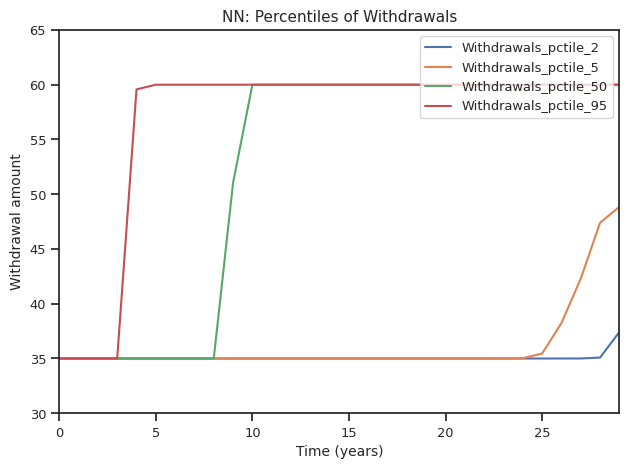 NN: Percentiles of Withdrawals
Withdrawal amount
65
60
55
50
45
40
35
30
Withdrawals_pctile_2
Withdrawals_pctile_5
Withdrawals_pctile_50
Withdrawals_pctile_95
0 5 10 15 20 25
Time (years)